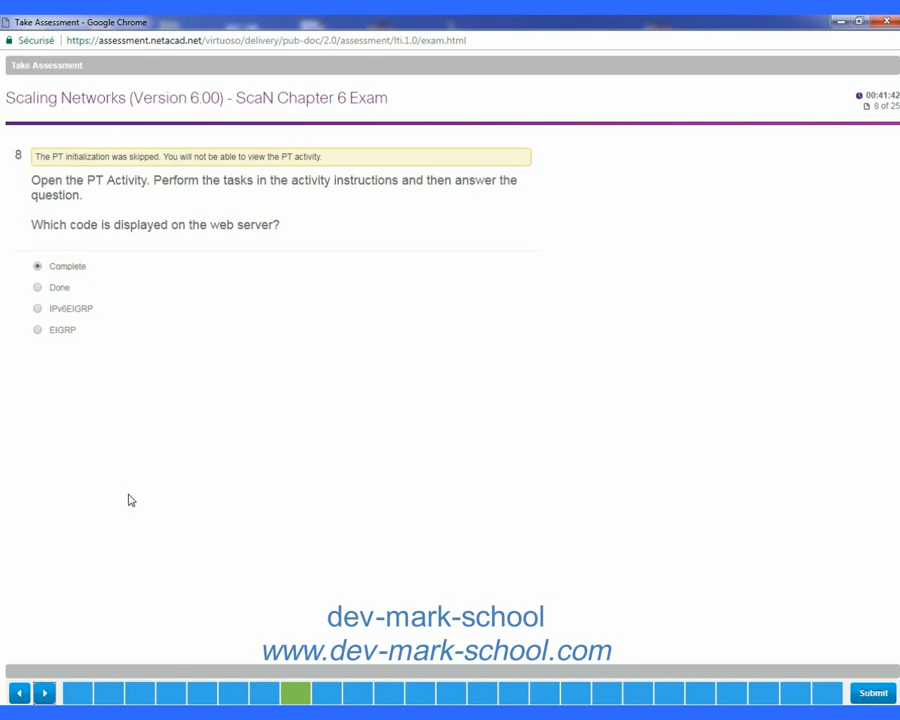 Take Assessment - Google Chrome
Sécurisé | https://assessment.netacad.net/virtuoso/delivery/pub-doc/2.0/assessment/lti.1.0/exam.html
Take Assessment
Scaling Networks (Version 6.00) - ScaN Chapter 6 Exam
00:41:42
8 of 25
8
The PT initialization was skipped. You will not be able to view the PT activity.
Open the PT Activity. Perform the tasks in the activity instructions and then answer the
question.
Which code is displayed on the web server?
Complete
Done
IPv6EIGRP
EIGRP
dev-mark-school
www.dev-mark-school.com
Submit